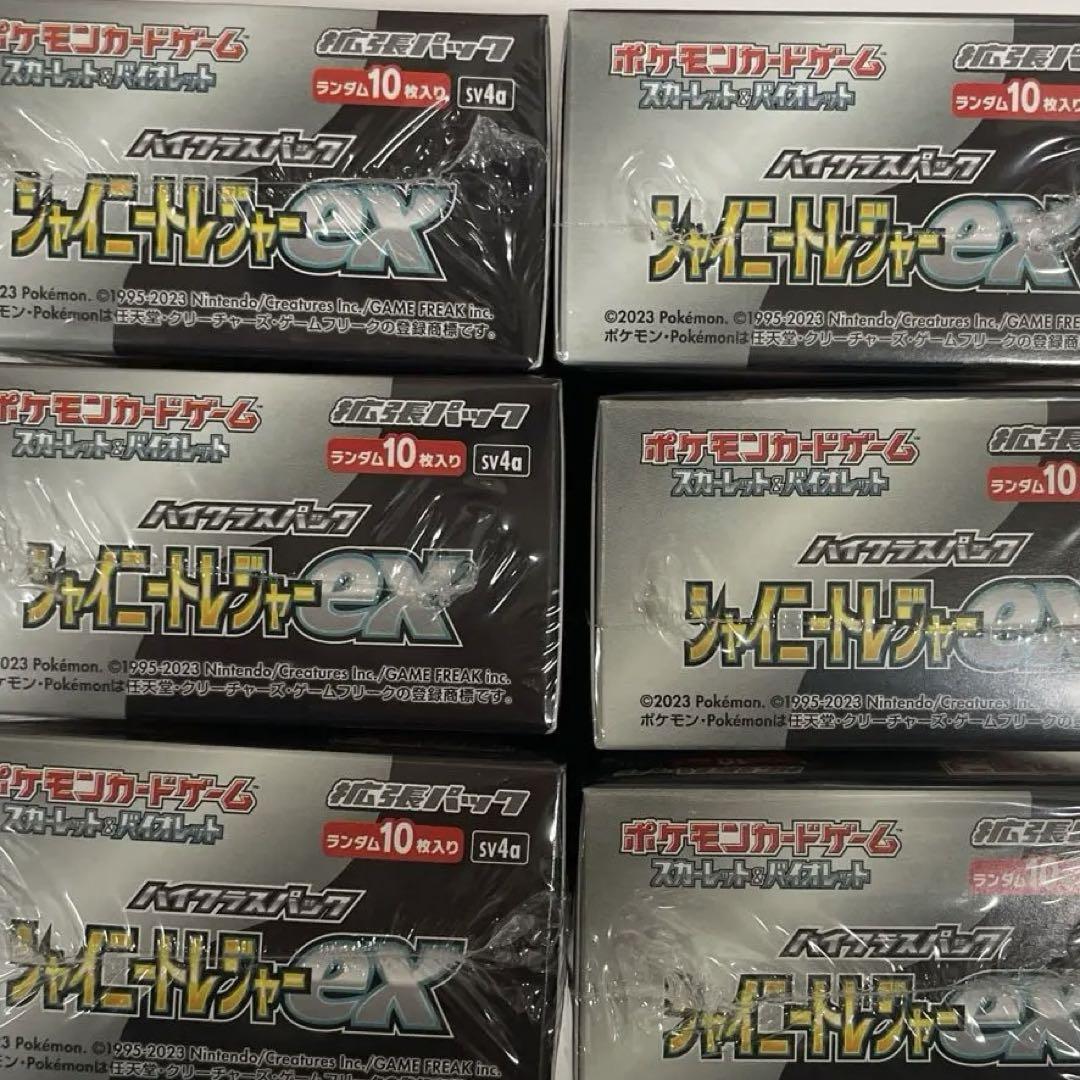 ポケモンカードゲーム
スカーレット&バイオレット
拡張パック
ランダム10枚入り
sv4a
ハイクラスパック
シャイニートレジャーex
23 Pokémon. ©1995-2023 Nintendo/Creatures Inc./GAME FREAK inc.
モン・Pokémonは任天堂・クリーチャーズ・ゲームフリークの登録商標です。
ポケモンカードゲーム
スカーレット&バイオレット
拡張パ
ランダム10枚入り
ハイクラスパック
シャイニートレジャーex
©2023 Pokémon. ©1995-2023 Nintendo/Creatures Inc./GAME FRE
ポケモン・Pokémonは任天堂・クリーチャーズ・ゲームフリークの登録商
ポケモンカードゲーム
スカーレット&バイオレット
拡張パック
ランダム10枚入り
sv4a
ハイクラスパック
シャイニートレジャーex
023 Pokémon. ©1995-2023 Nintendo/Creatures Inc./GAME FREAK inc.
ケモン・Pokémonは任天堂・クリーチャーズ・ゲームフリークの登録商標です。
ポケモンカードゲーム
スカーレット&バイオレット
拡張
ランダム10
ハイクラスパック
シャイニートレジャーex
©2023 Pokémon. ©1995-2023 Nintendo/Creatures Inc.
ポケモン・Pokémonは任天堂・クリーチャーズ・ゲームフリークの
ポケモンカードゲーム
スカーレット&バイオレット
拡張パック
ランダム10枚入り
sv4a
ハイクラスパック
シャイニートレジャーex
Pokémon. ©1995-2023 Nintendo/Creatures Inc./GAME FREAK inc.
モン・Pokémonは任天堂・クリーチャーズ・ゲームフリークの登録商標です。
ポケモンカードゲーム
スカーレット&バイオレット
拡張
ランダム10
ハイクラスパック
シャイニートレジャーex